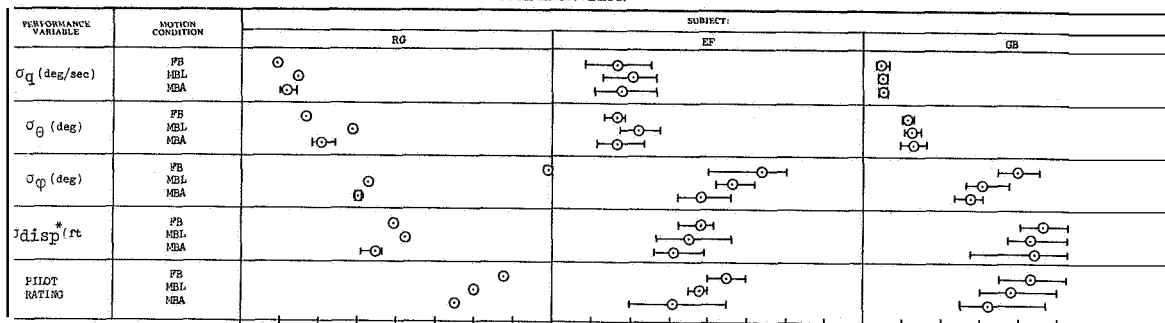 SUBJECT:
PERFORMANCE VARIABLE
MOTION CONDITION
RG
EF
GB
σq (deg/sec)
FB
MBL
MBA
σθ (deg)
FB
MBL
MBA
σφ (deg)
FB
MBL
MBA
disp* (ft
FB
MBL
MBA
PILOT RATING
FB
MBL
MBA